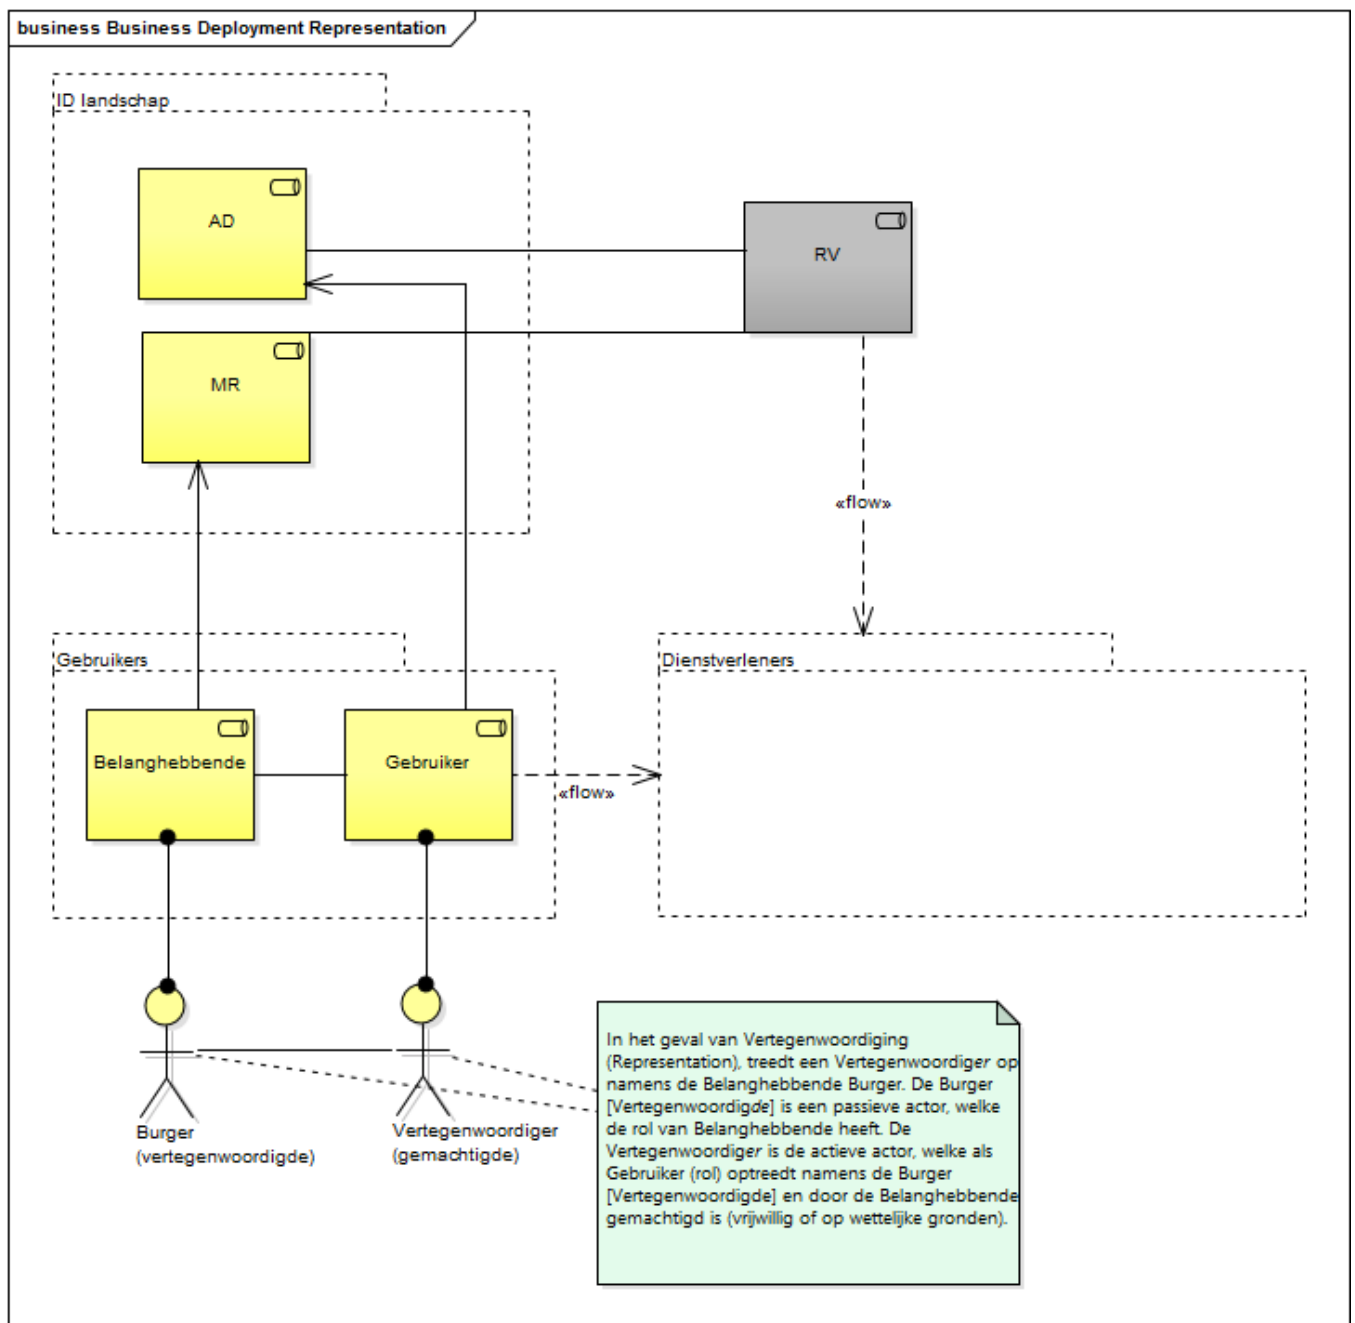 business Business Deployment Representation
ID landschap
AD
RV
MR
«flow»
Gebruikers
Dienstverleners
Belanghebbende
Gebruiker
«flow»
In het geval van Vertegenwoordiging
(Representation), treedt een Vertegenwoordiger op
namens de Belanghebbende Burger. De Burger
[Vertegenwoordigde] is een passieve actor, welke
de rol van Belanghebbende heeft. De
Vertegenwoordiger is de actieve actor, welke als
Gebruiker (rol) optreedt namens de Burger
[Vertegenwoordigde] en door de Belanghebbende
gemachtigd is (vrijwillig of op wettelijke gronden).
Burger
(vertegenwoordigde)
Vertegenwoordiger
(gemachtigde)